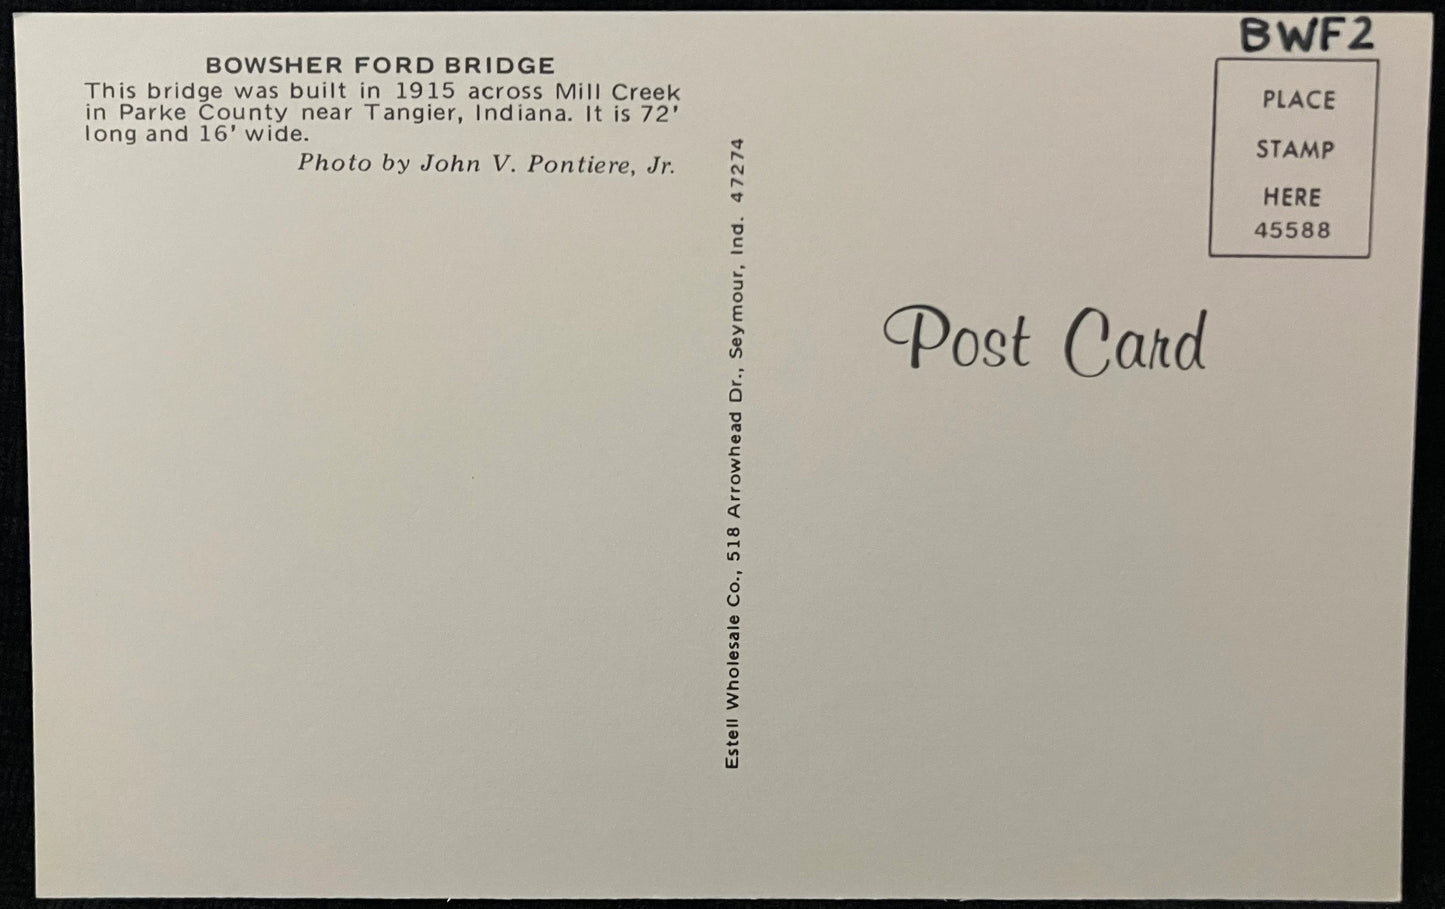 BWF2
BOWSHER FORD BRIDGE
This bridge was built in 1915 across Mill Creek
in Parke County near Tangier, Indiana. It is 72'
long and 16' wide.
Photo by John V. Pontiere, Jr.
Estell Wholesale Co., 518 Arrowhead Dr., Seymour, Ind. 47274
PLACE
STAMP
HERE
45588
Post Card